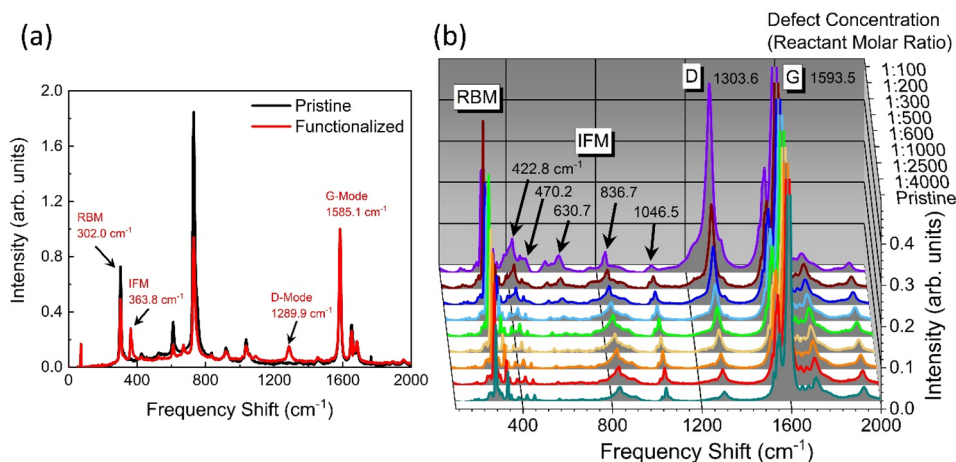 (a)
2.0
1.6
1.2
0.8
0.4
0.0
0
400
800
1200
1600
2000
Intensity (arb. units)
Frequency Shift (cm⁻¹)
Pristine
Functionalized
RBM
302.0 cm⁻¹
IFM
363.8 cm⁻¹
G-Mode
1585.1 cm⁻¹
D-Mode
1289.9 cm⁻¹
(b)
Defect Concentration
(Reactant Molar Ratio)
1:100
1:200
1:300
1:500
1:600
1:1000
1:2500
1:4000
Pristine
RBM
D
1303.6
G
1593.5
IFM
422.8 cm⁻¹
470.2
630.7
836.7
1046.5
0.4
0.3
0.2
0.1
0.0
Intensity (arb. units)
400
800
1200
1600
2000
Frequency Shift (cm⁻¹)